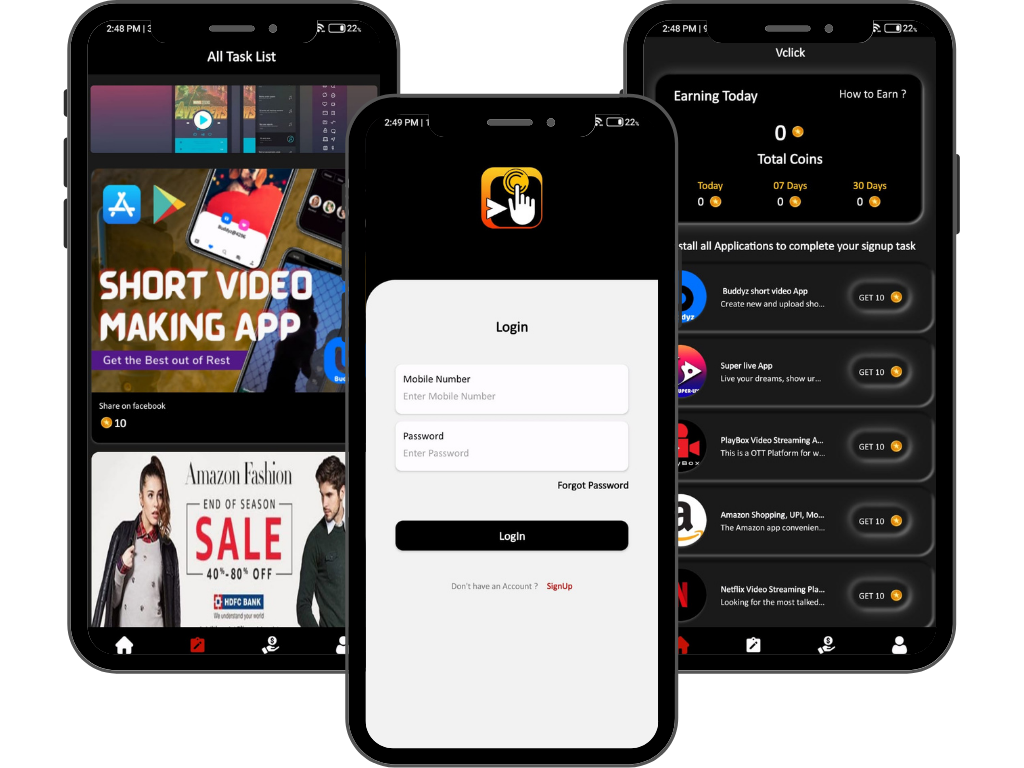 2:48 PM | 3
22%
All Task List
SHORT VIDEO
MAKING APP
Get the Best out of Rest
Share on facebook
10
Amazon Fashion
END OF SEASON
SALE
40%-80% OFF
HDFC BANK
We understand your world
2:49 PM | 1
22%
Login
Mobile Number
Enter Mobile Number
Password
Enter Password
Forgot Password
LogIn
Don't have an Account ? SignUp
2:48 PM | 9
22%
Vclick
Earning Today
How to Earn ?
0
Total Coins
Today 07 Days 30 Days
0 0 0
stall all Applications to complete your signup task
Buddyz short video App
Create new and upload sho...
GET 10
Super live App
Live your dreams, show ur...
GET 10
PlayBox Video Streaming A...
This is a OTT Platform for w...
GET 10
Amazon Shopping, UPI, Mo...
The Amazon app convenien...
GET 10
Netflix Video Streaming Pla...
Looking for the most talked...
GET 10